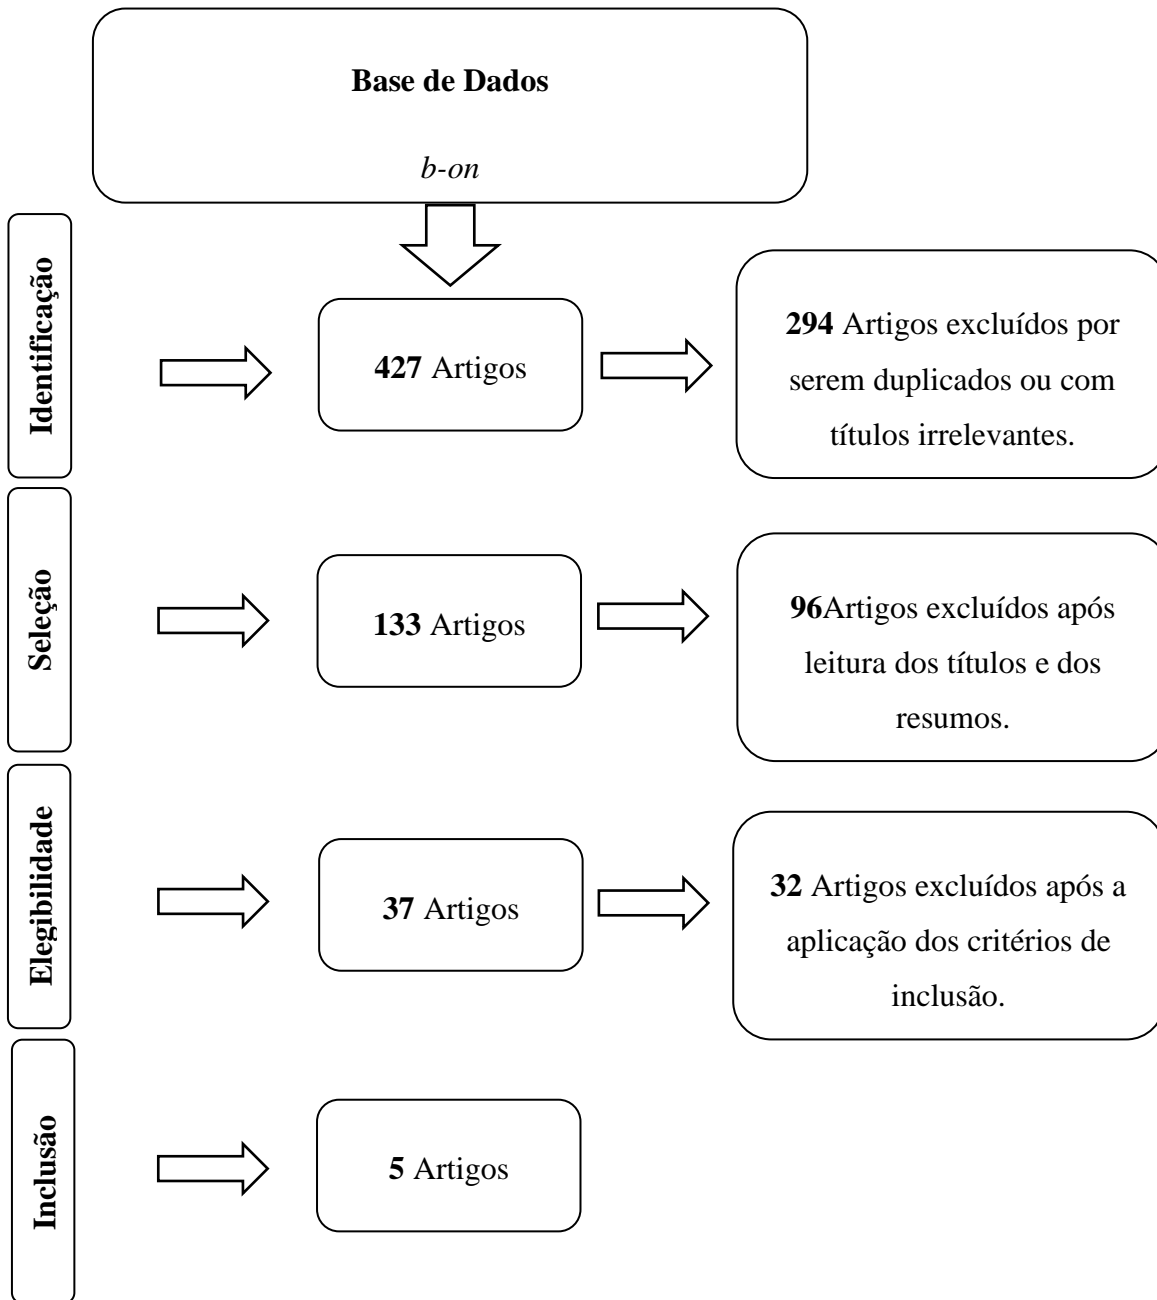 Base de Dados
b-on
Identificação
427 Artigos
294 Artigos excluídos por
serem duplicados ou com
títulos irrelevantes.
Seleção
133 Artigos
96Artigos excluídos após
leitura dos títulos e dos
resumos.
Elegibilidade
37 Artigos
32 Artigos excluídos após a
aplicação dos critérios de
inclusão.
Inclusão
5 Artigos